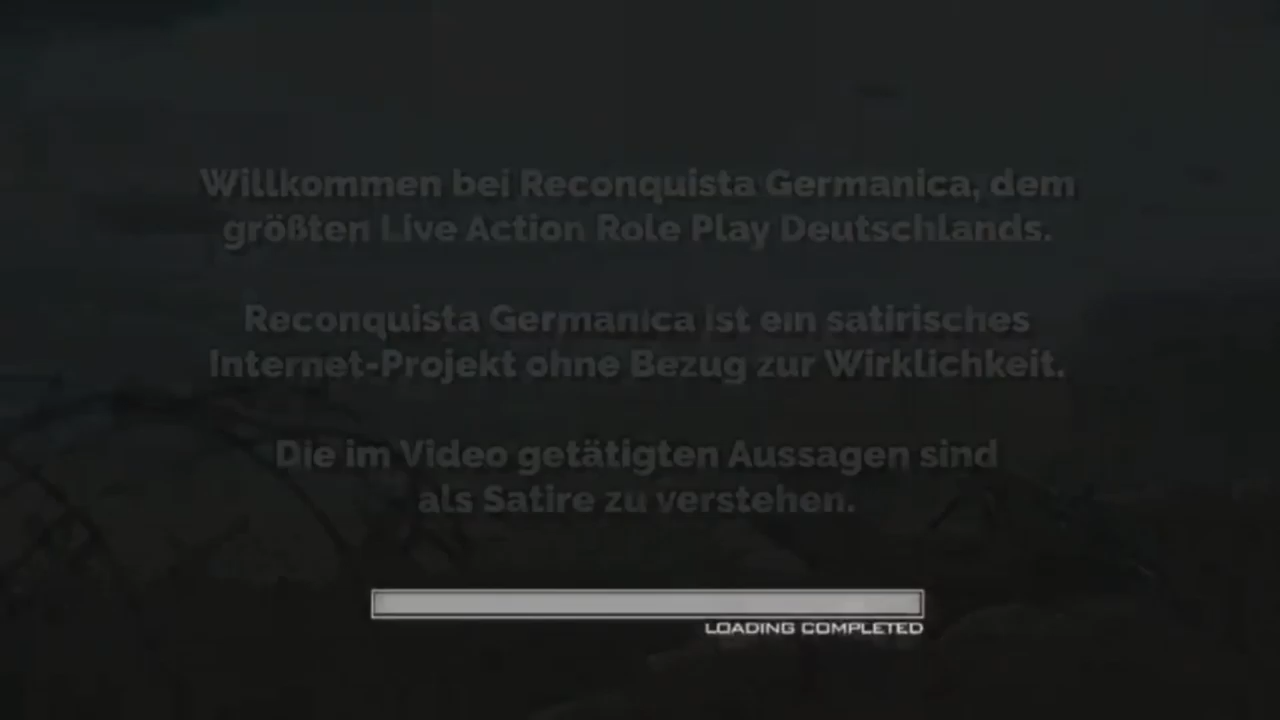 Willkommen bei Reconquista Germanica, dem
größten Live Action Role Play Deutschlands.
Reconquista Germanica ist ein satirisches
Internet-Projekt ohne Bezug zur Wirklichkeit.
Die im Video getätigten Aussagen sind
als Satire zu verstehen.
LOADING COMPLETED